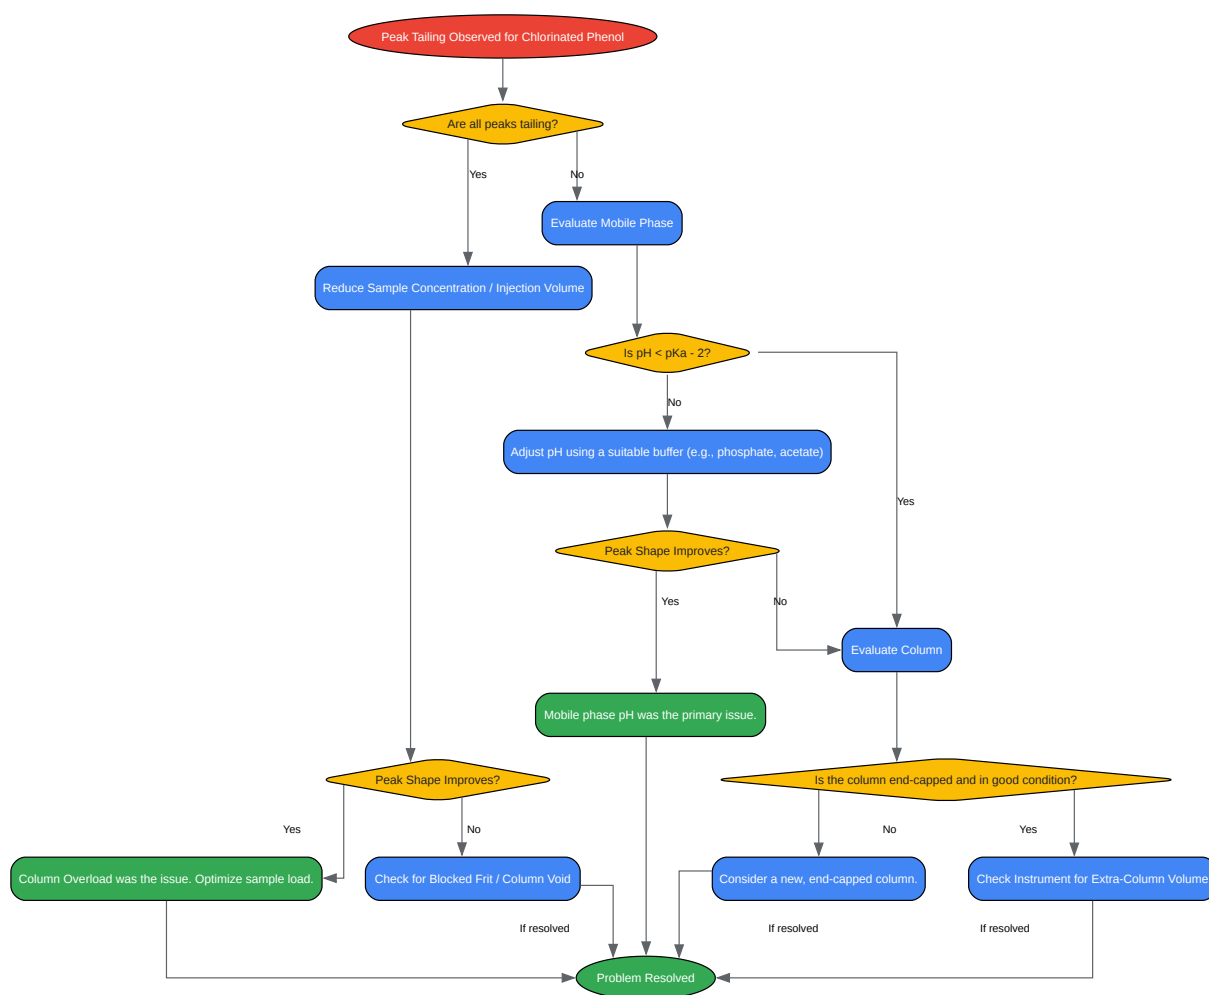 Peak Tailing Observed for Chlorinated Phenol
Are all peaks tailing?
Yes
No
Evaluate Mobile Phase
Reduce Sample Concentration / Injection Volume
Is pH < pKa - 2?
No
Adjust pH using a suitable buffer (e.g., phosphate, acetate)
Yes
Peak Shape Improves?
Yes
No
Evaluate Column
Mobile phase pH was the primary issue.
Peak Shape Improves?
Is the column end-capped and in good condition?
Yes
No
No
Yes
Column Overload was the issue. Optimize sample load.
Check for Blocked Frit / Column Void
Consider a new, end-capped column.
Check Instrument for Extra-Column Volume
If resolved
If resolved
If resolved
Problem Resolved